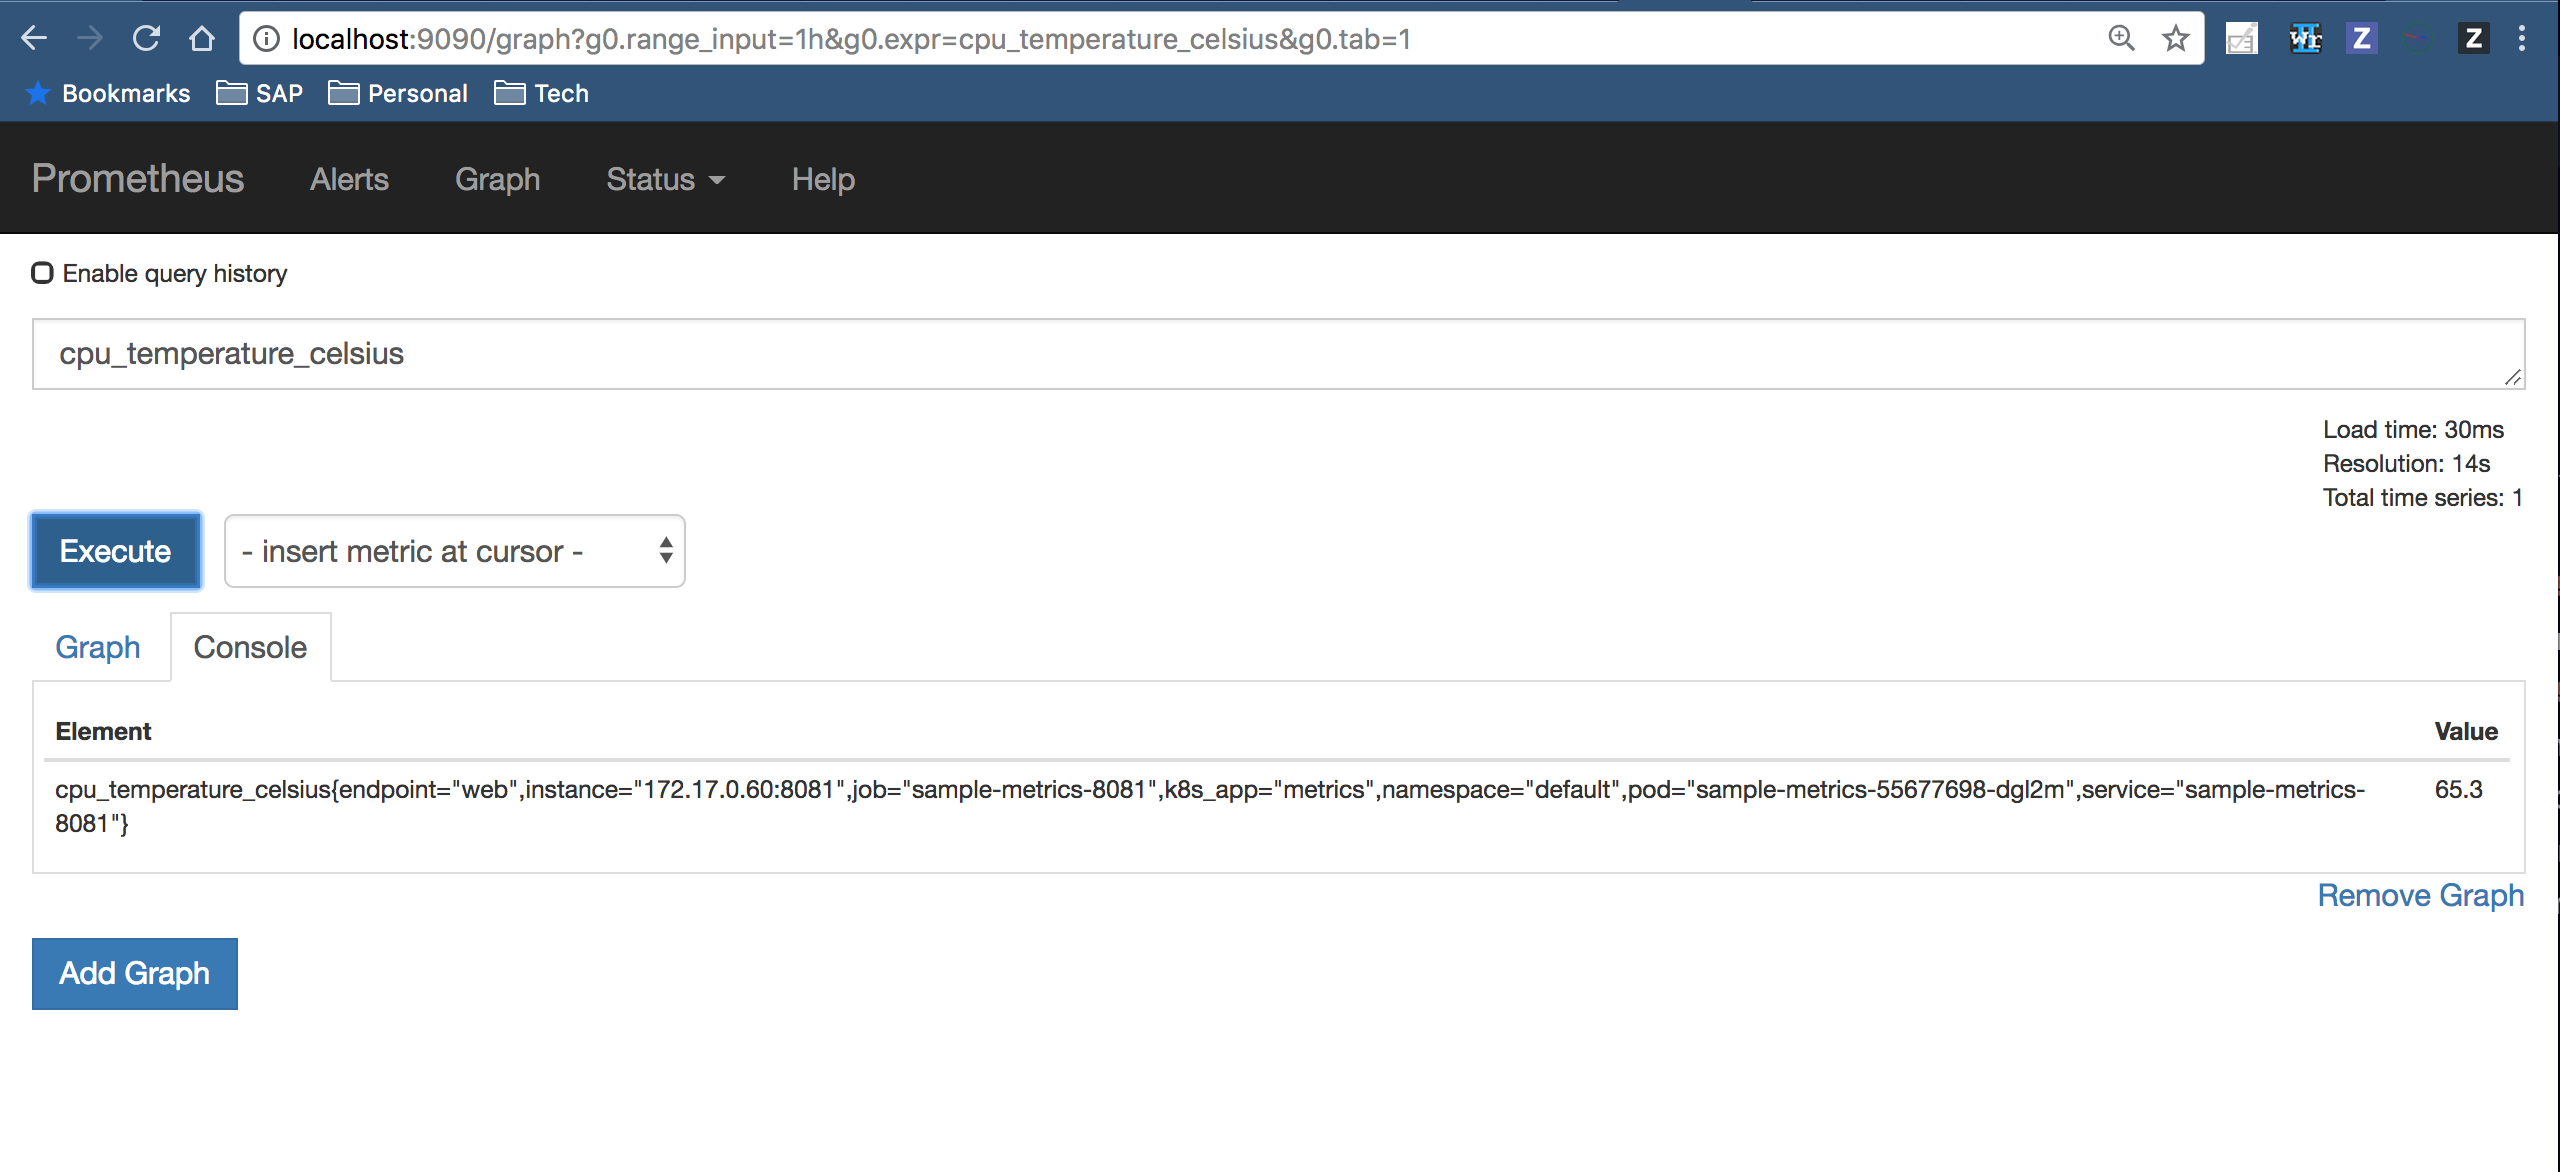 localhost:9090/graph?g0.range_input=1h&g0.expr=cpu_temperature_celsius&g0.tab=1
Bookmarks SAP Personal Tech
Prometheus Alerts Graph Status Help
Enable query history
cpu_temperature_celsius
Load time: 30ms
Resolution: 14s
Total time series: 1
Execute - insert metric at cursor -
Graph Console
Element Value
cpu_temperature_celsius{endpoint="web",instance="172.17.0.60:8081",job="sample-metrics-8081",k8s_app="metrics",namespace="default",pod="sample-metrics-55677698-dgl2m",service="sample-metrics- 65.3
8081"}
Remove Graph
Add Graph